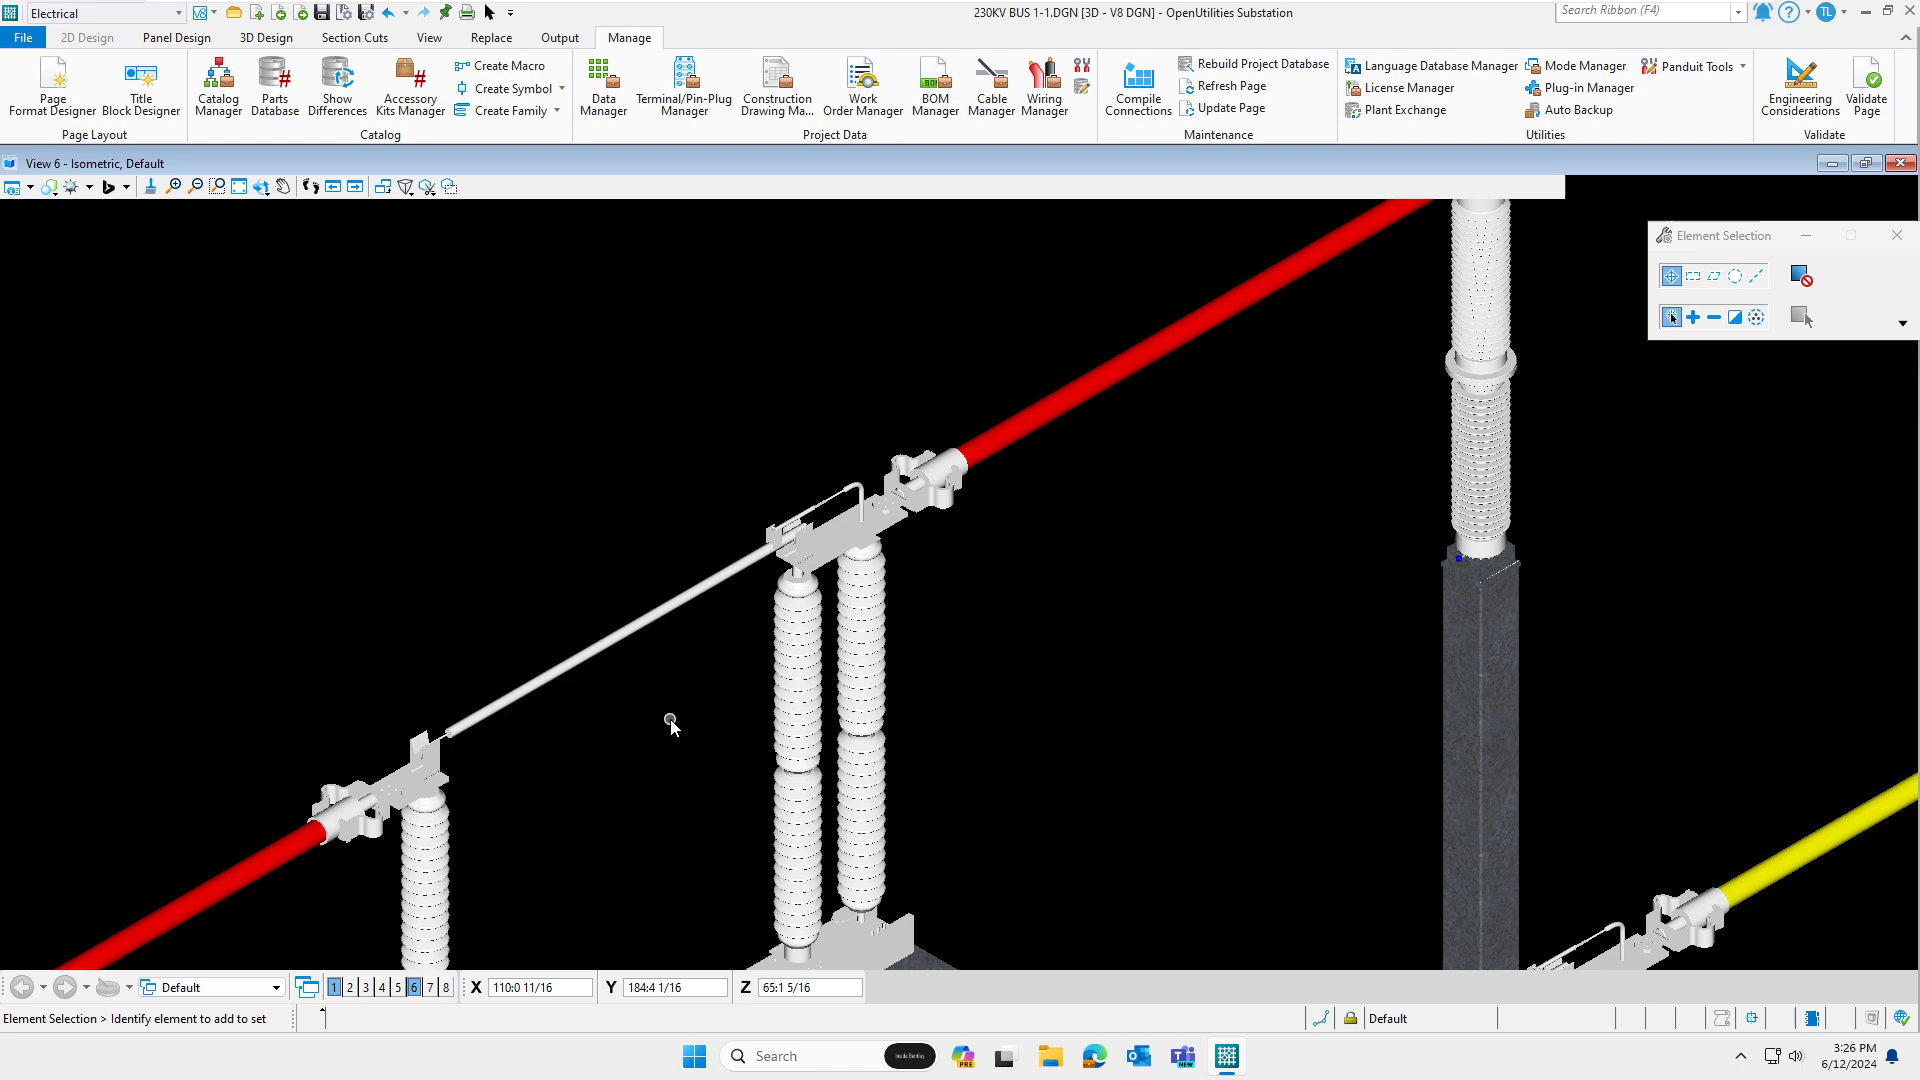 Electrical
V8
230KV BUS 1-1.DGN [3D - V8 DGN] - OpenUtilities Substation
Search Ribbon (F4)
TL
File
2D Design
Panel Design
3D Design
Section Cuts
View
Replace
Output
Manage
Page
Format Designer
Title
Block Designer
Page Layout
Catalog
Manager
Parts
Database
Show
Differences
Accessory
Kits Manager
Create Macro
Create Symbol
Create Family
Catalog
Data
Manager
Terminal/Pin-Plug
Manager
Construction
Drawing Ma...
Work
Order Manager
BOM
Manager
Cable
Manager
Wiring
Manager
Project Data
Compile
Connections
Rebuild Project Database
Refresh Page
Update Page
Maintenance
Language Database Manager
License Manager
Plant Exchange
Mode Manager
Plug-in Manager
Auto Backup
Panduit Tools
Utilities
Engineering
Considerations
Validate
Page
Validate
View 6 - Isometric, Default
Element Selection
Default
1 2 3 4 5 6 7 8
X 110:0 11/16
Y 184:4 1/16
Z 65:1 5/16
Element Selection > Identify element to add to set
Default
Search
3:26 PM
6/12/2024